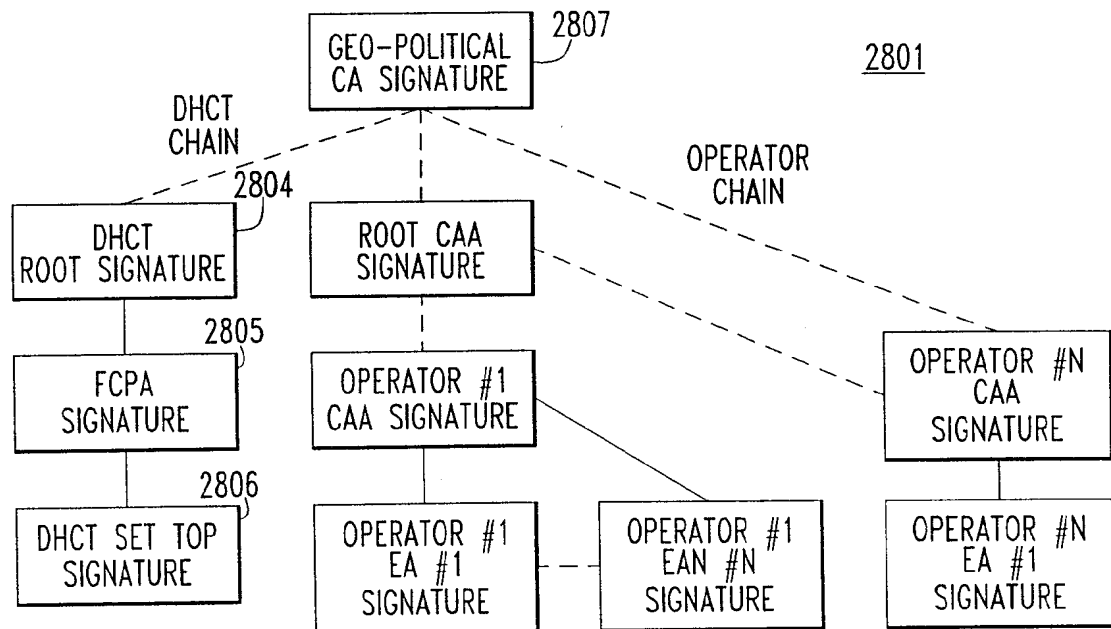 GEO-POLITICAL
CA SIGNATURE
2807
2801
DHCT
CHAIN
OPERATOR
CHAIN
2804
DHCT
ROOT SIGNATURE
ROOT CAA
SIGNATURE
2805
FCPA
SIGNATURE
OPERATOR #1
CAA SIGNATURE
OPERATOR #N
CAA
SIGNATURE
2806
DHCT SET TOP
SIGNATURE
OPERATOR #1
EA #1
SIGNATURE
OPERATOR #1
EAN #N
SIGNATURE
OPERATOR #N
EA #1
SIGNATURE